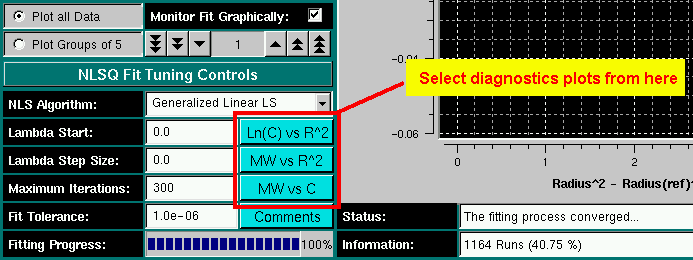 Plot all Data
Monitor Fit Graphically:
Plot Groups of 5
1
NLSQ Fit Tuning Controls
NLS Algorithm:
Generalized Linear LS
Lambda Start:
0.0
Ln(C) vs R^2
Lambda Step Size:
0.0
MW vs R^2
Maximum Iterations:
300
MW vs C
Fit Tolerance:
1.0e-06
Comments
Fitting Progress:
100%
-0.04
Select diagnostics plots from here
-0.06
0
1
2
Radius^2 - Radius(ref)^
Status:
The fitting process converged...
Information:
1164 Runs (40.75 %)